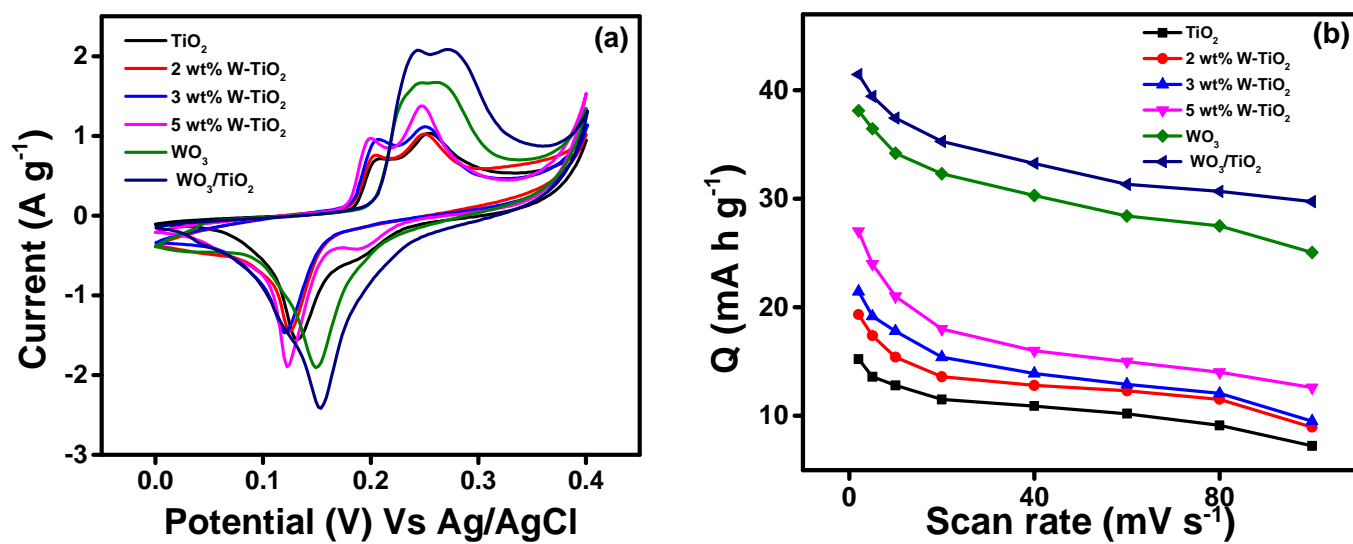 (a)
TiO₂
2 wt% W-TiO₂
3 wt% W-TiO₂
5 wt% W-TiO₂
WO₃
WO₃/TiO₂
2
1
0
-1
-2
-3
Current (A g⁻¹)
0.0 0.1 0.2 0.3 0.4
Potential (V) Vs Ag/AgCl
(b)
TiO₂
2 wt% W-TiO₂
3 wt% W-TiO₂
5 wt% W-TiO₂
WO₃
WO₃/TiO₂
40
30
20
10
Q (mA h g⁻¹)
0 40 80
Scan rate (mV s⁻¹)